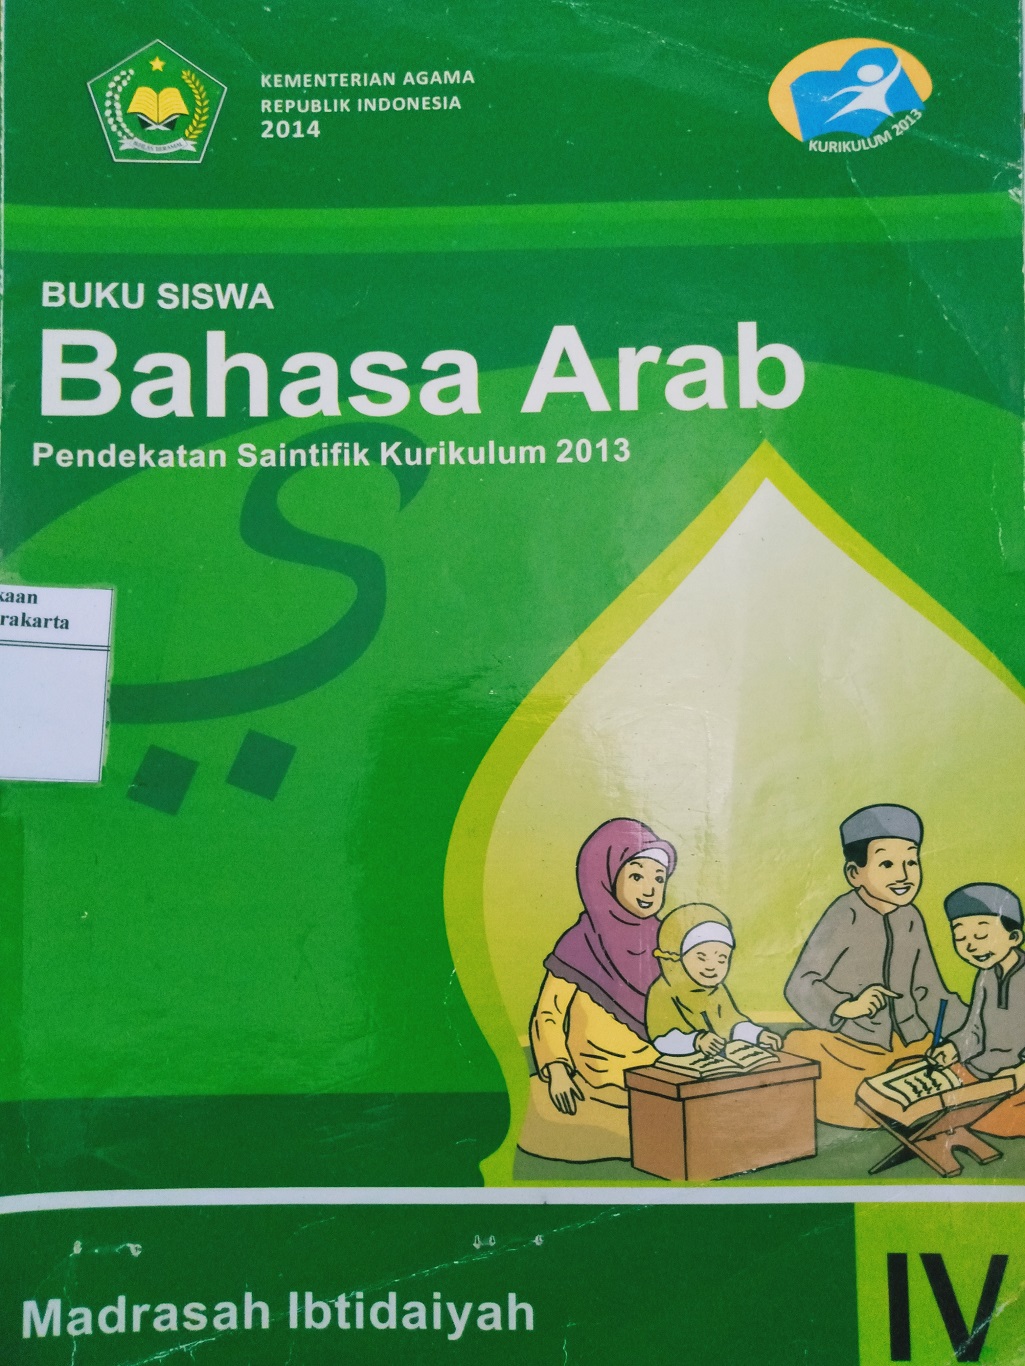 KEMENTERIAN AGAMA
REPUBLIK INDONESIA
2014
KURIKULUM 2013
BUKU SISWA
Bahasa Arab
Pendekatan Saintifik Kurikulum 2013
ي
kaan
rakarta
Madrasah Ibtidaiyah
IV